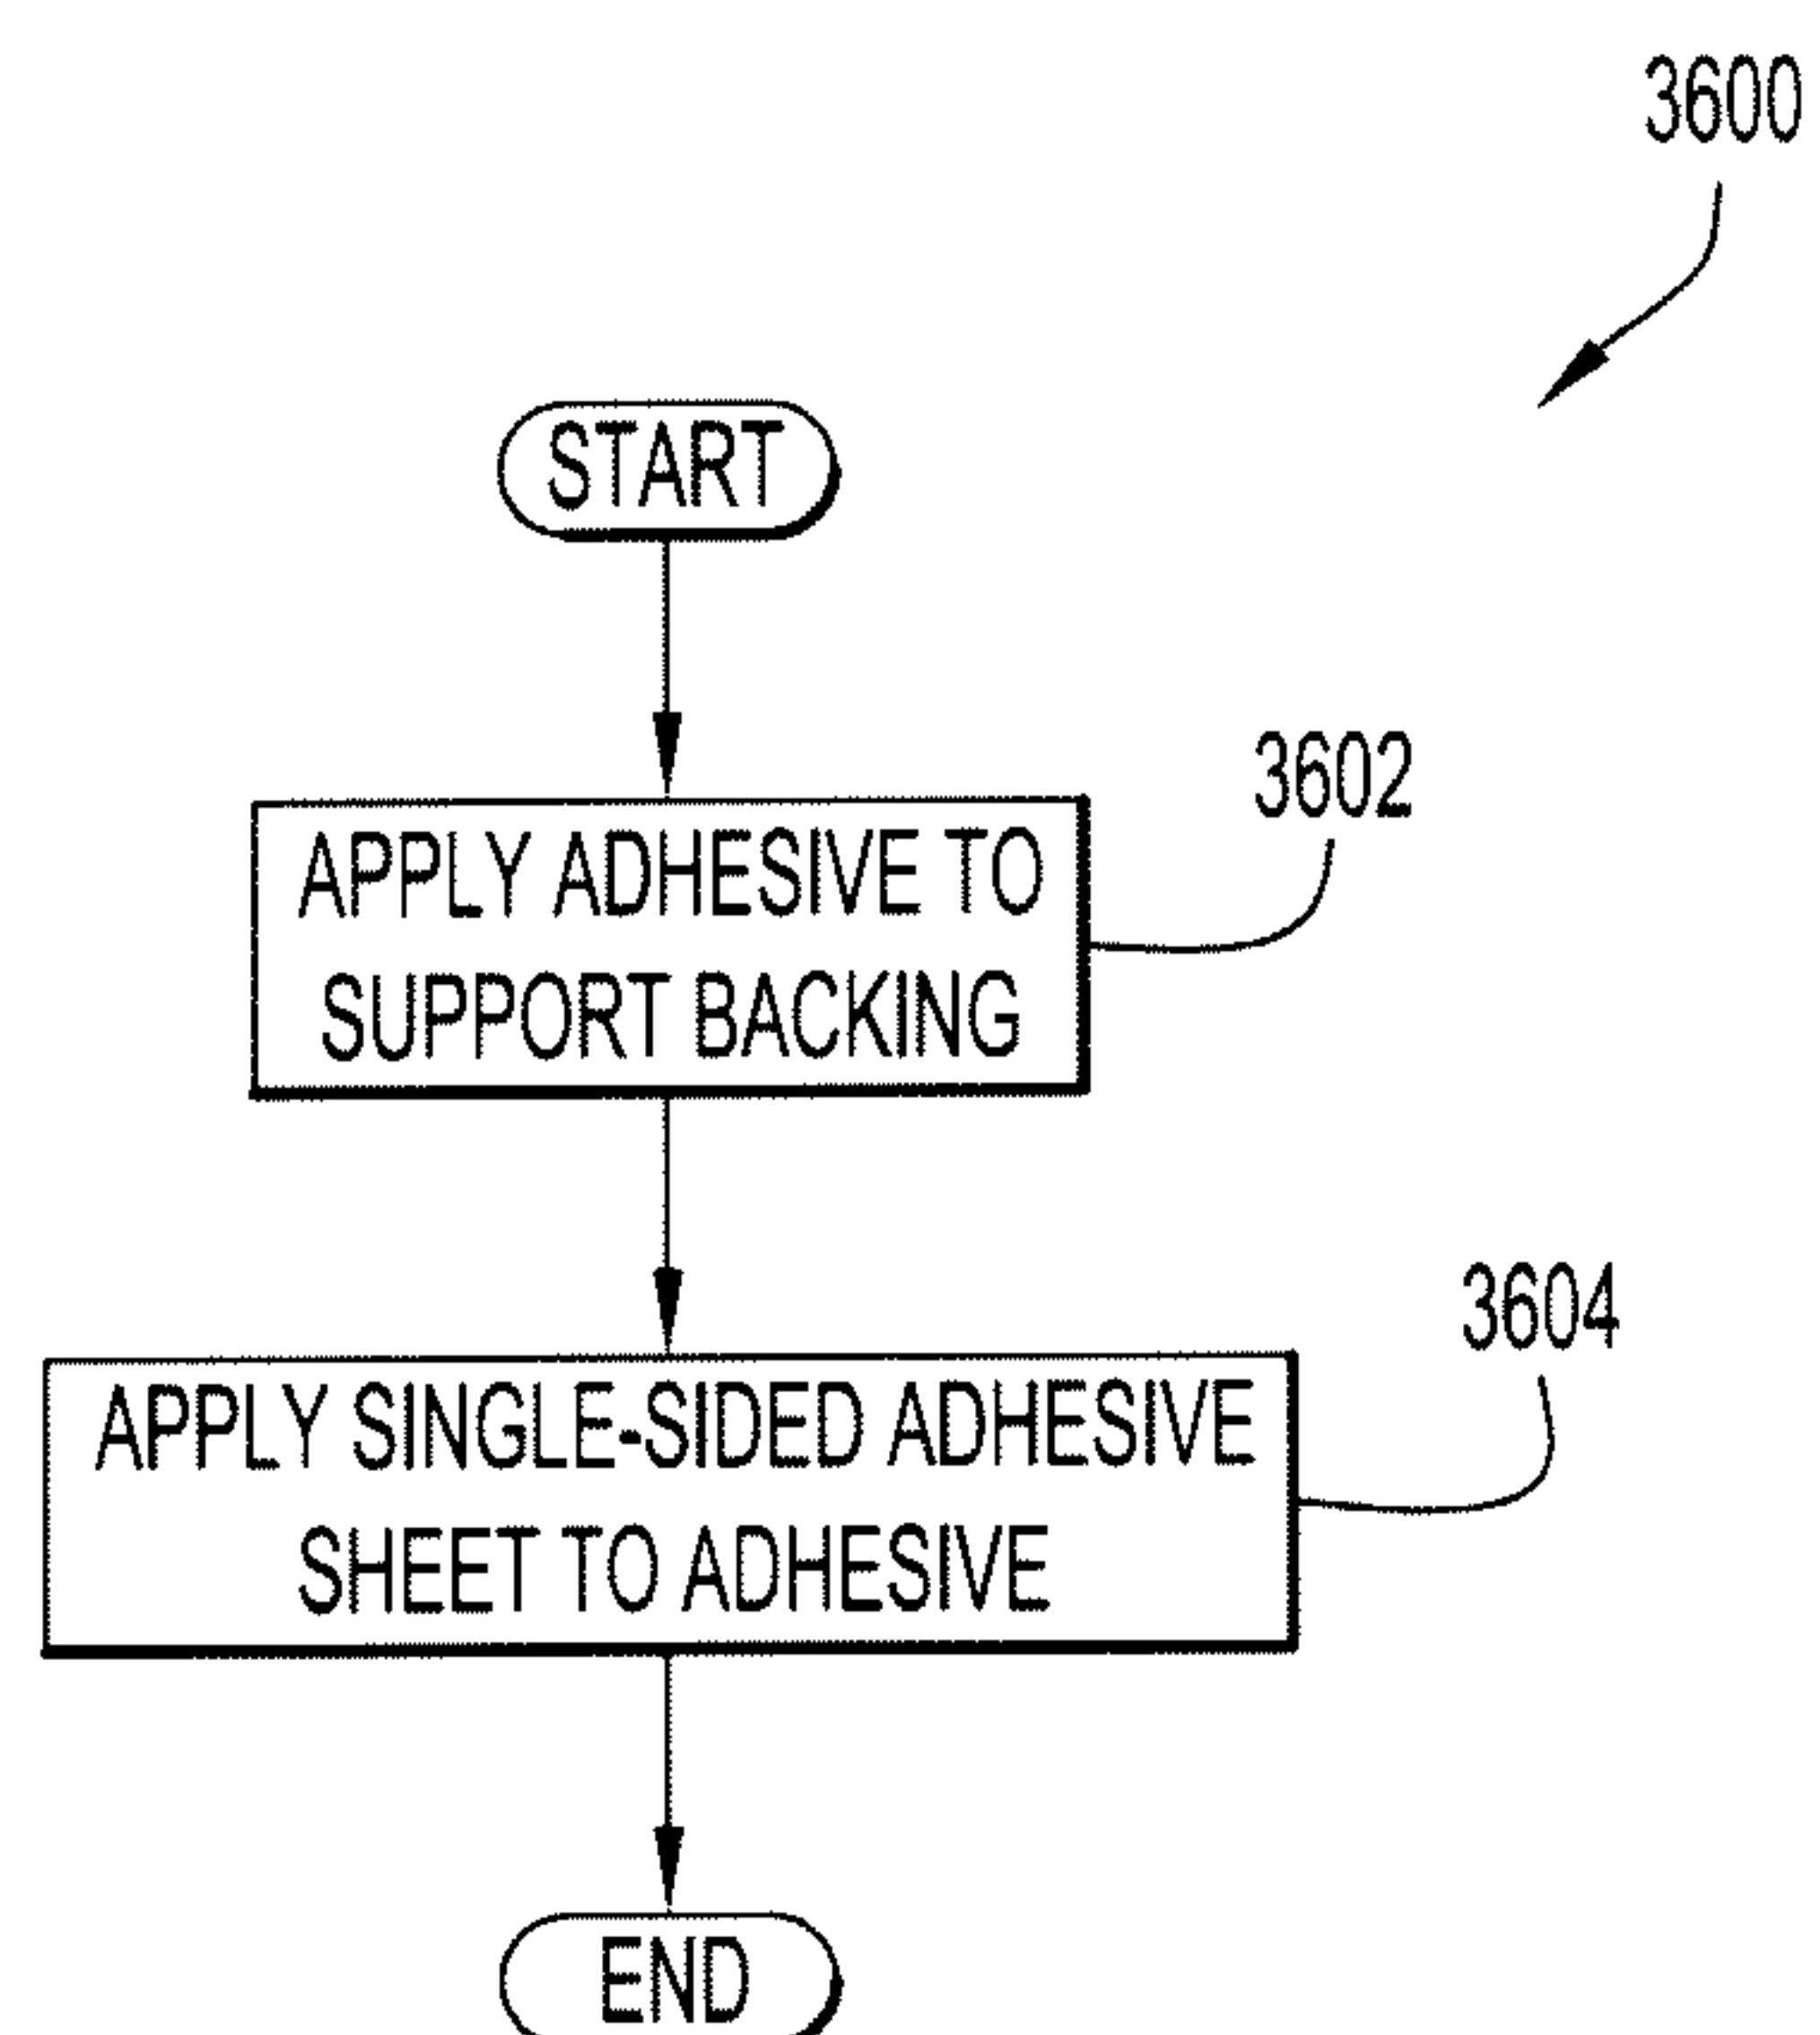 3600
START
3602
APPLY ADHESIVE TO
SUPPORT BACKING
3604
APPLY SINGLE-SIDED ADHESIVE
SHEET TO ADHESIVE
END